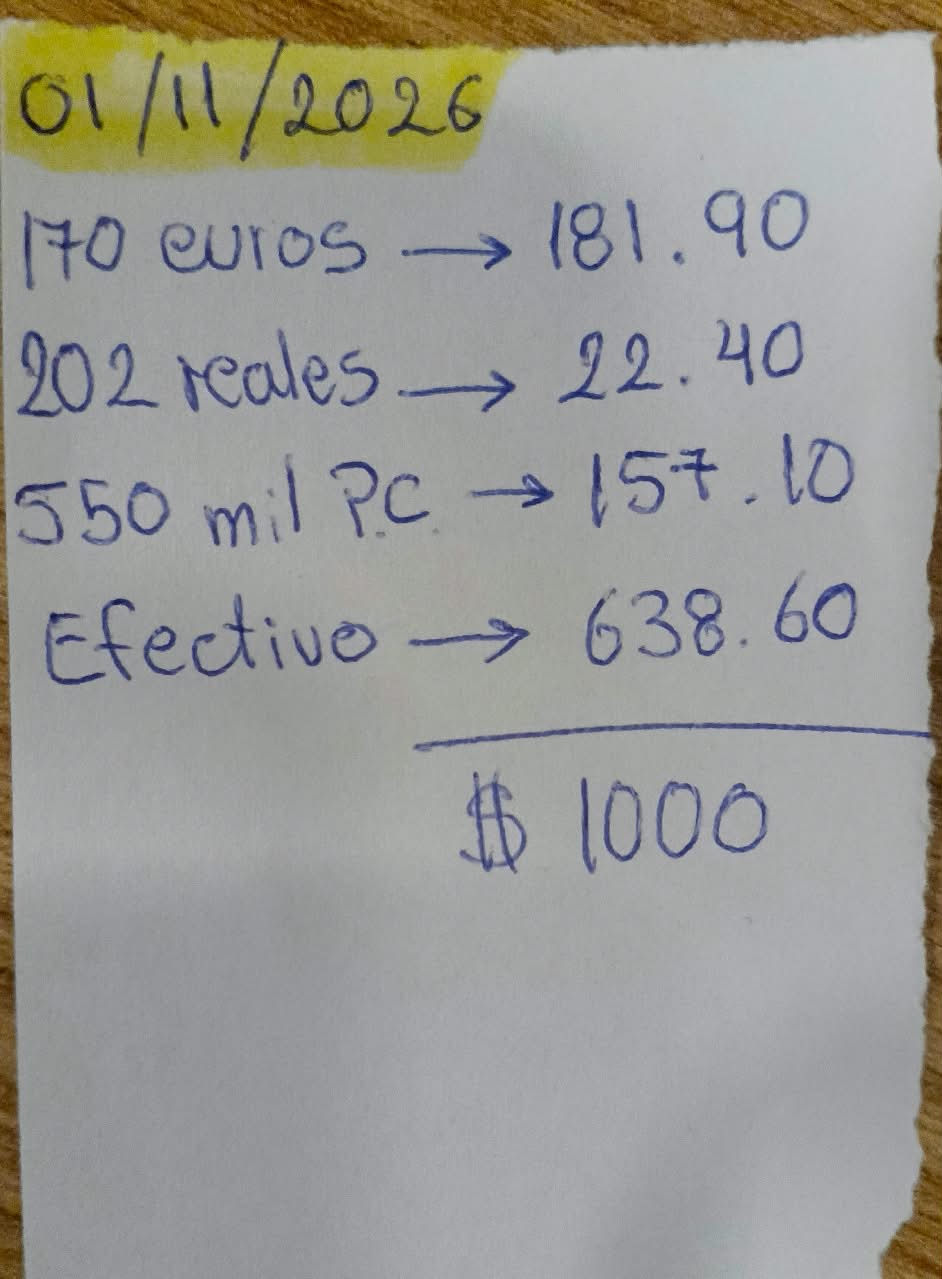 01/11/2026
170 euros → 181.90
202 reales → 22.40
550 mil P.C. → 157.10
Efectivo → 638.60
$ 1000